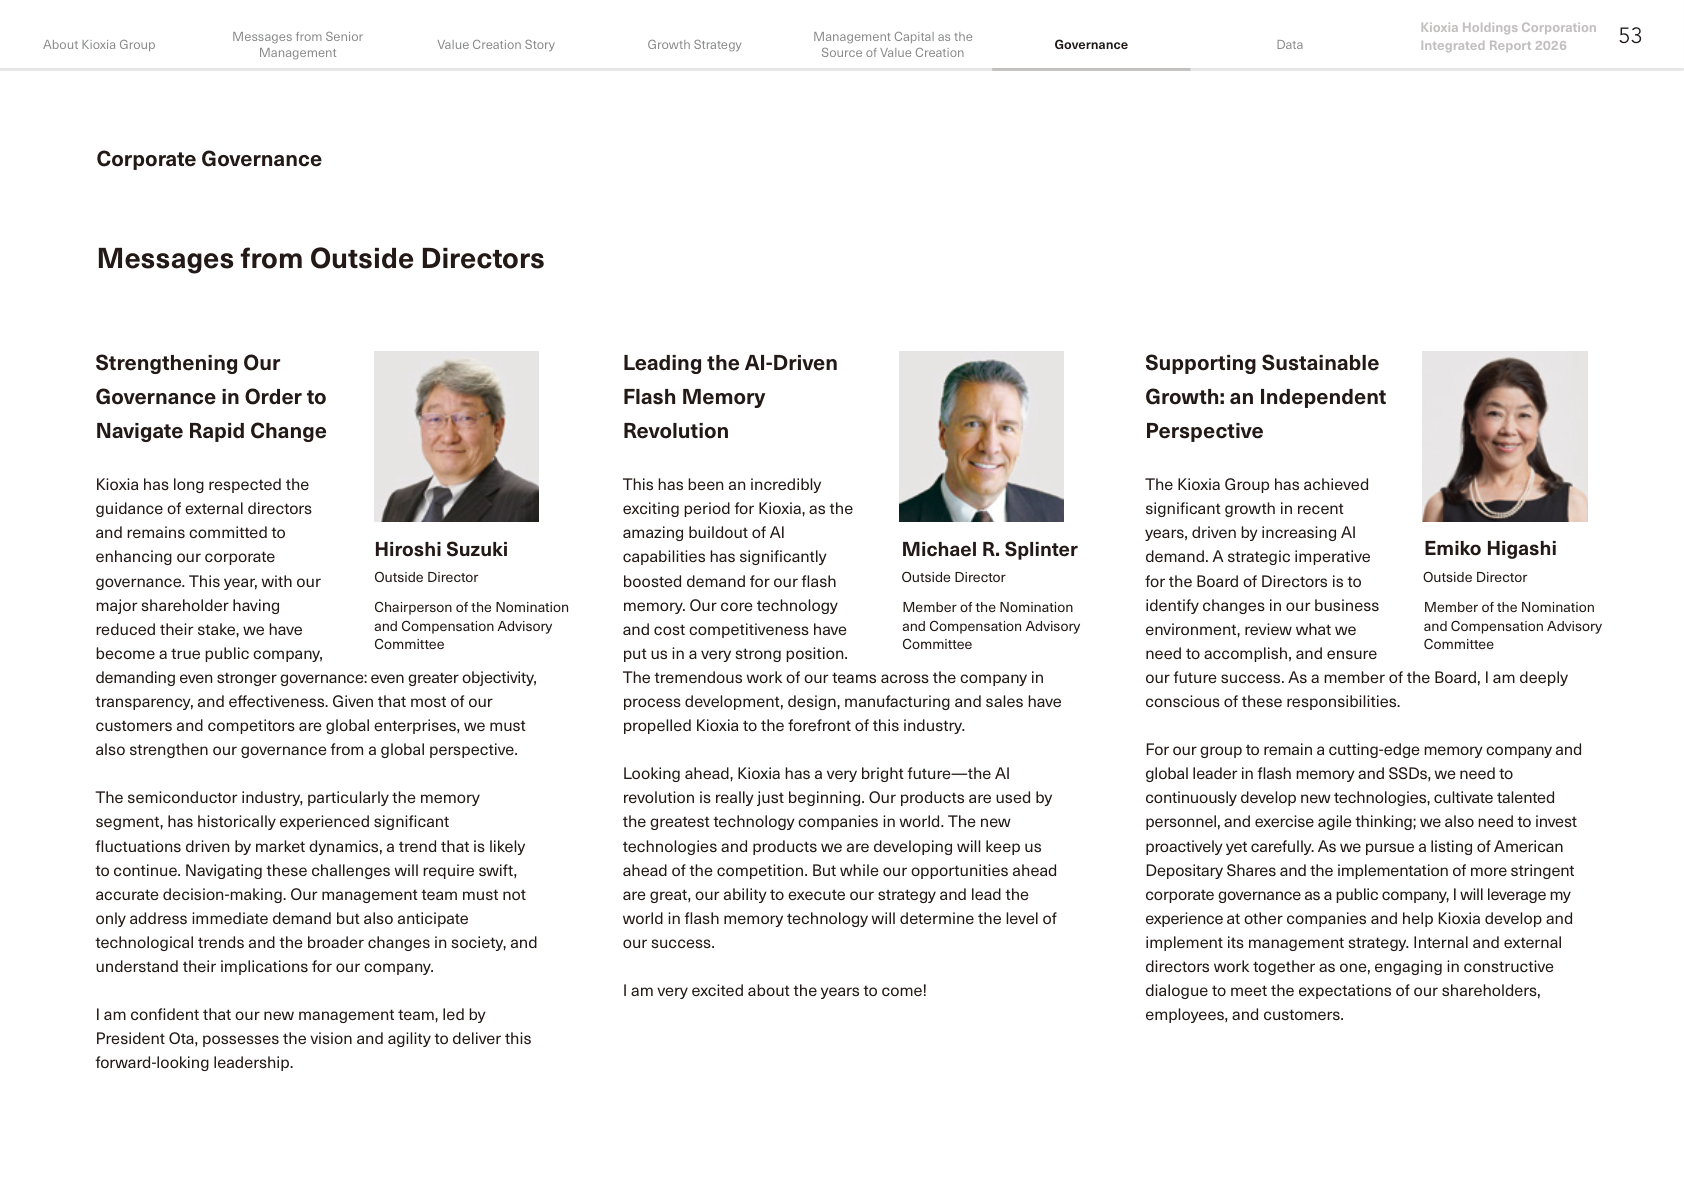 About Kioxia Group
Messages from Senior
Management
Value Creation Story
Growth Strategy
Management Capital as the
Source of Value Creation
Governance
Data
Kioxia Holdings Corporation
Integrated Report 2026
53
Corporate Governance
Messages from Outside Directors
Strengthening Our
Governance in Order to
Navigate Rapid Change
Kioxia has long respected the
guidance of external directors
and remains committed to
enhancing our corporate
governance. This year, with our
major shareholder having
reduced their stake, we have
become a true public company,
demanding even stronger governance: even greater objectivity,
transparency, and effectiveness. Given that most of our
customers and competitors are global enterprises, we must
also strengthen our governance from a global perspective.
The semiconductor industry, particularly the memory
segment, has historically experienced significant
fluctuations driven by market dynamics, a trend that is likely
to continue. Navigating these challenges will require swift,
accurate decision-making. Our management team must not
only address immediate demand but also anticipate
technological trends and the broader changes in society, and
understand their implications for our company.
I am confident that our new management team, led by
President Ota, possesses the vision and agility to deliver this
forward-looking leadership.
Hiroshi Suzuki
Outside Director
Chairperson of the Nomination
and Compensation Advisory
Committee
Leading the AI-Driven
Flash Memory
Revolution
This has been an incredibly
exciting period for Kioxia, as the
amazing buildout of AI
capabilities has significantly
boosted demand for our flash
memory. Our core technology
and cost competitiveness have
put us in a very strong position.
The tremendous work of our teams across the company in
process development, design, manufacturing and sales have
propelled Kioxia to the forefront of this industry.
Looking ahead, Kioxia has a very bright future—the AI
revolution is really just beginning. Our products are used by
the greatest technology companies in world. The new
technologies and products we are developing will keep us
ahead of the competition. But while our opportunities ahead
are great, our ability to execute our strategy and lead the
world in flash memory technology will determine the level of
our success.
I am very excited about the years to come!
Michael R. Splinter
Outside Director
Member of the Nomination
and Compensation Advisory
Committee
Supporting Sustainable
Growth: an Independent
Perspective
The Kioxia Group has achieved
significant growth in recent
years, driven by increasing AI
demand. A strategic imperative
for the Board of Directors is to
identify changes in our business
environment, review what we
need to accomplish, and ensure
our future success. As a member of the Board, I am deeply
conscious of these responsibilities.
For our group to remain a cutting-edge memory company and
global leader in flash memory and SSDs, we need to
continuously develop new technologies, cultivate talented
personnel, and exercise agile thinking; we also need to invest
proactively yet carefully. As we pursue a listing of American
Depositary Shares and the implementation of more stringent
corporate governance as a public company, I will leverage my
experience at other companies and help Kioxia develop and
implement its management strategy. Internal and external
directors work together as one, engaging in constructive
dialogue to meet the expectations of our shareholders,
employees, and customers.
Emiko Higashi
Outside Director
Member of the Nomination
and Compensation Advisory
Committee